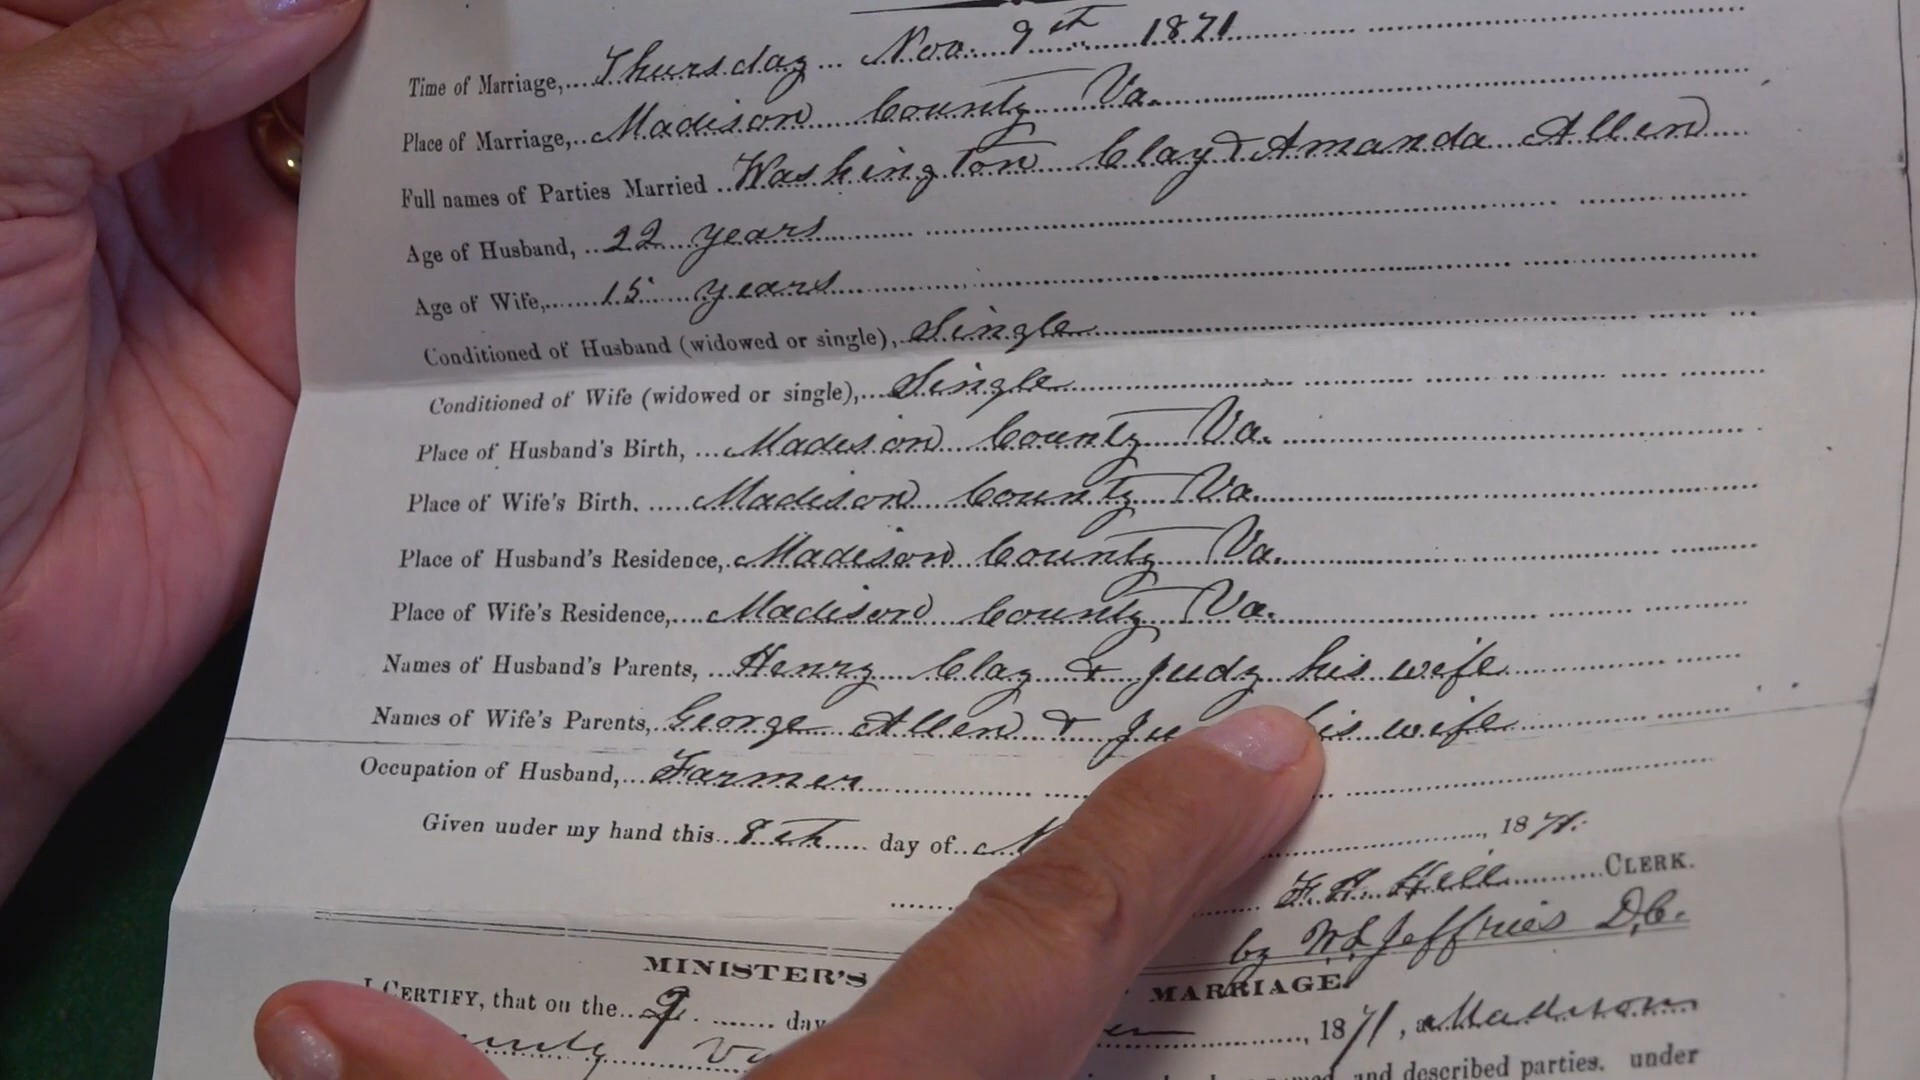 Time of Marriage, Thursday Nov. 9th 1871
Place of Marriage, Madison County Va.
Full names of Parties Married Washington Clay & Amanda Allen
Age of Husband, 22 years
Age of Wife, 15 years
Conditioned of Husband (widowed or single), Single
Conditioned of Wife (widowed or single), Single
Place of Husband's Birth, Madison County Va.
Place of Wife's Birth. Madison County Va.
Place of Husband's Residence, Madison County Va.
Place of Wife's Residence, Madison County Va.
Names of Husband's Parents, Henry Clay & Judy his wife
Names of Wife's Parents, George Allen & his wife
Occupation of Husband, Farmer
Given under my hand this 8th day of , 1871.
F. H. Hill CLERK.
by W. L. Jeffries D.C.
MINISTER'S MARRIAGE.
I CERTIFY, that on the 9 day , 1871, at Madison
and described parties. under